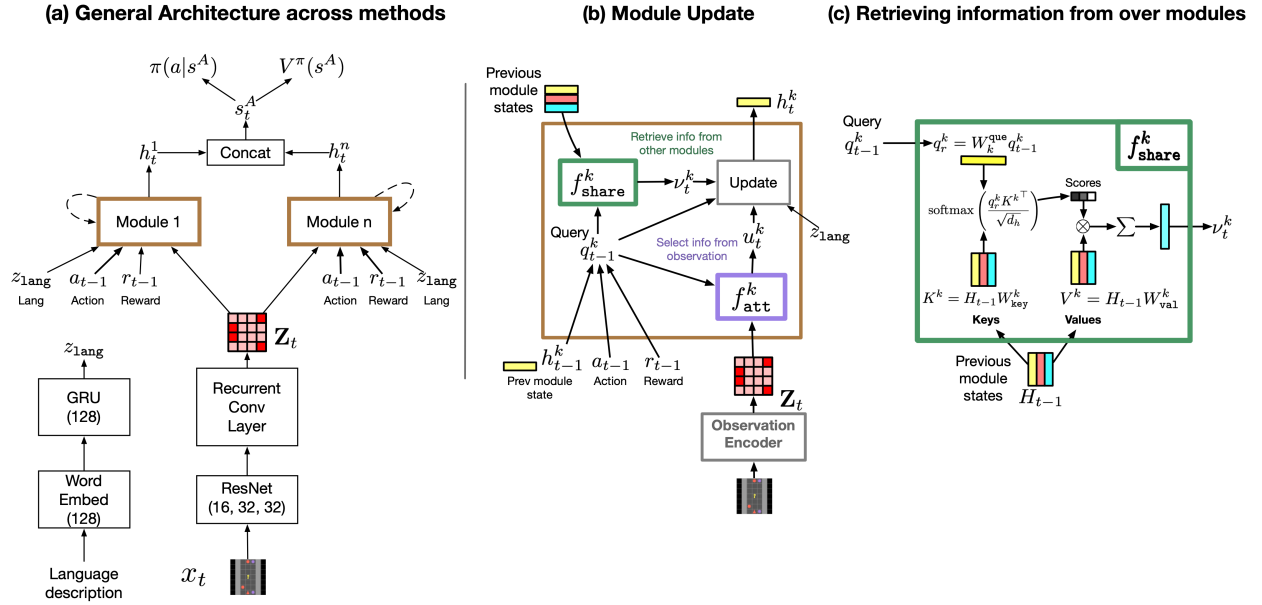 (a) General Architecture across methods
π(a|s^A)
V^π(s^A)
s_t^A
h_t^1
Concat
h_t^n
Module 1
Module n
z_lang
Lang
a_{t−1}
Action
r_{t−1}
Reward
a_{t−1}
Action
r_{t−1}
Reward
z_lang
Lang
Z_t
z_lang
GRU
(128)
Word
Embed
(128)
Language
description
Recurrent
Conv
Layer
ResNet
(16, 32, 32)
x_t
(b) Module Update
Previous
module
states
h_t^k
Retrieve info from
other modules
f_share^k
ν_t^k
Update
Query
q_{t−1}^k
Select info from
observation
u_t^k
z_lang
f_att^k
h_{t−1}^k
Prev module
state
a_{t−1}
Action
r_{t−1}
Reward
Z_t
Observation
Encoder
(c) Retrieving information from over modules
Query
q_{t−1}^k
q_r^k = W_k^que q_{t−1}^k
f_share^k
softmax ( q_r^k K^{k⊤} / √d_h )
Scores
⊗
Σ
ν_t^k
K^k = H_{t−1} W_key^k
Keys
V^k = H_{t−1} W_val^k
Values
Previous
module
states
H_{t−1}